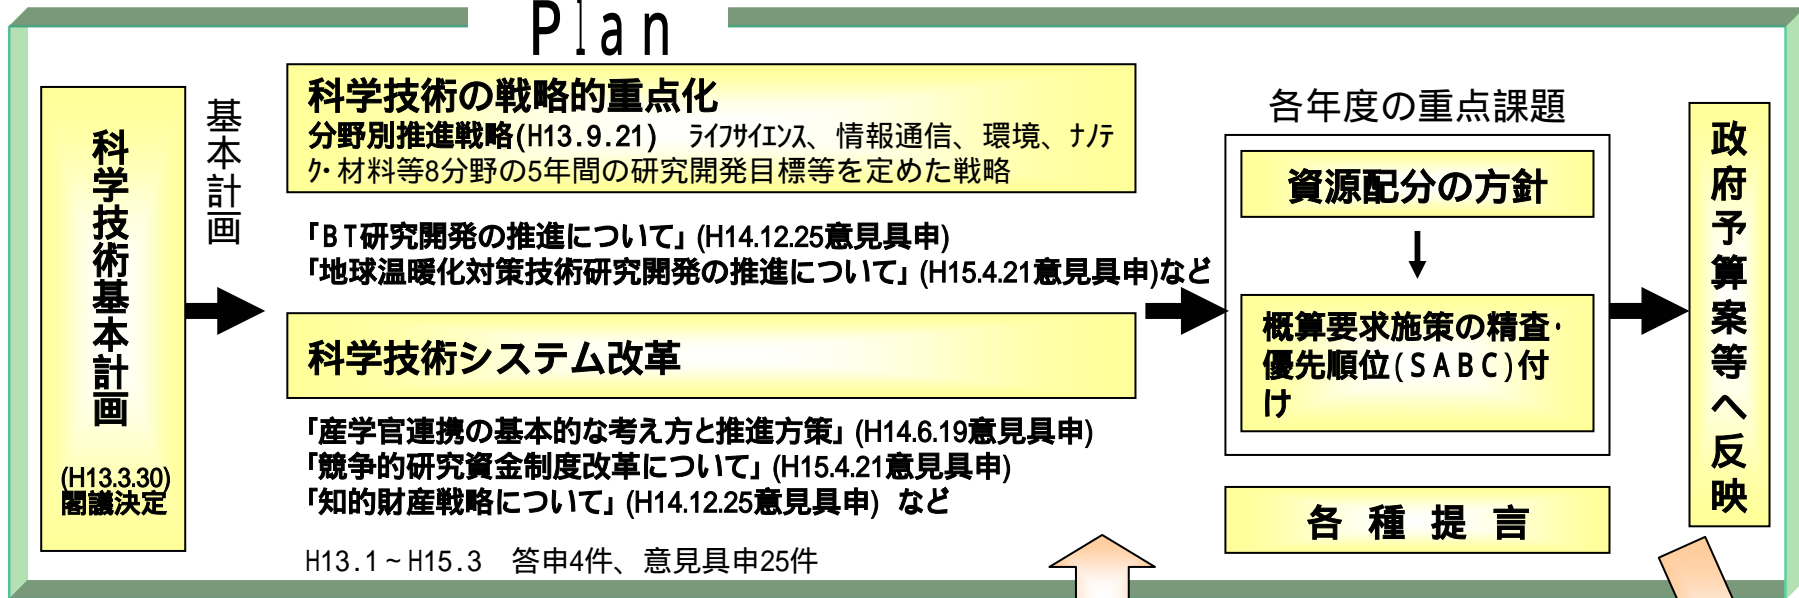 Plan
科学技術基本計画
(H13.3.30)
閣議決定
基本計画
科学技術の戦略的重点化
分野別推進戦略(H13.9.21)　ﾗｲﾌｻｲｴﾝｽ、情報通信、環境、ﾅﾉﾃ
ｸ・材料等8分野の5年間の研究開発目標等を定めた戦略
「BT研究開発の推進について」(H14.12.25意見具申)
「地球温暖化対策技術研究開発の推進について」(H15.4.21意見具申)など
科学技術システム改革
「産学官連携の基本的な考え方と推進方策」(H14.6.19意見具申)
「競争的研究資金制度改革について」(H15.4.21意見具申)
「知的財産戦略について」(H14.12.25意見具申) など
H13.1~H15.3　答申4件、意見具申25件
各年度の重点課題
資源配分の方針
概算要求施策の精査・
優先順位(SABC)付
け
各種提言
政府予算案等へ反映